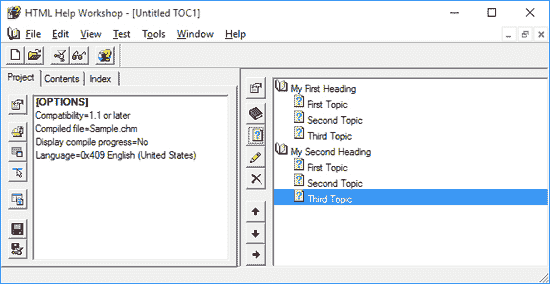 HTML Help Workshop - [Untitled TOC1]
File Edit View Test Tools Window Help
Project Contents Index
[OPTIONS]
Compatibility=1.1 or later
Compiled file=Sample.chm
Display compile progress=No
Language=0x409 English (United States)
My First Heading
First Topic
Second Topic
Third Topic
My Second Heading
First Topic
Second Topic
Third Topic